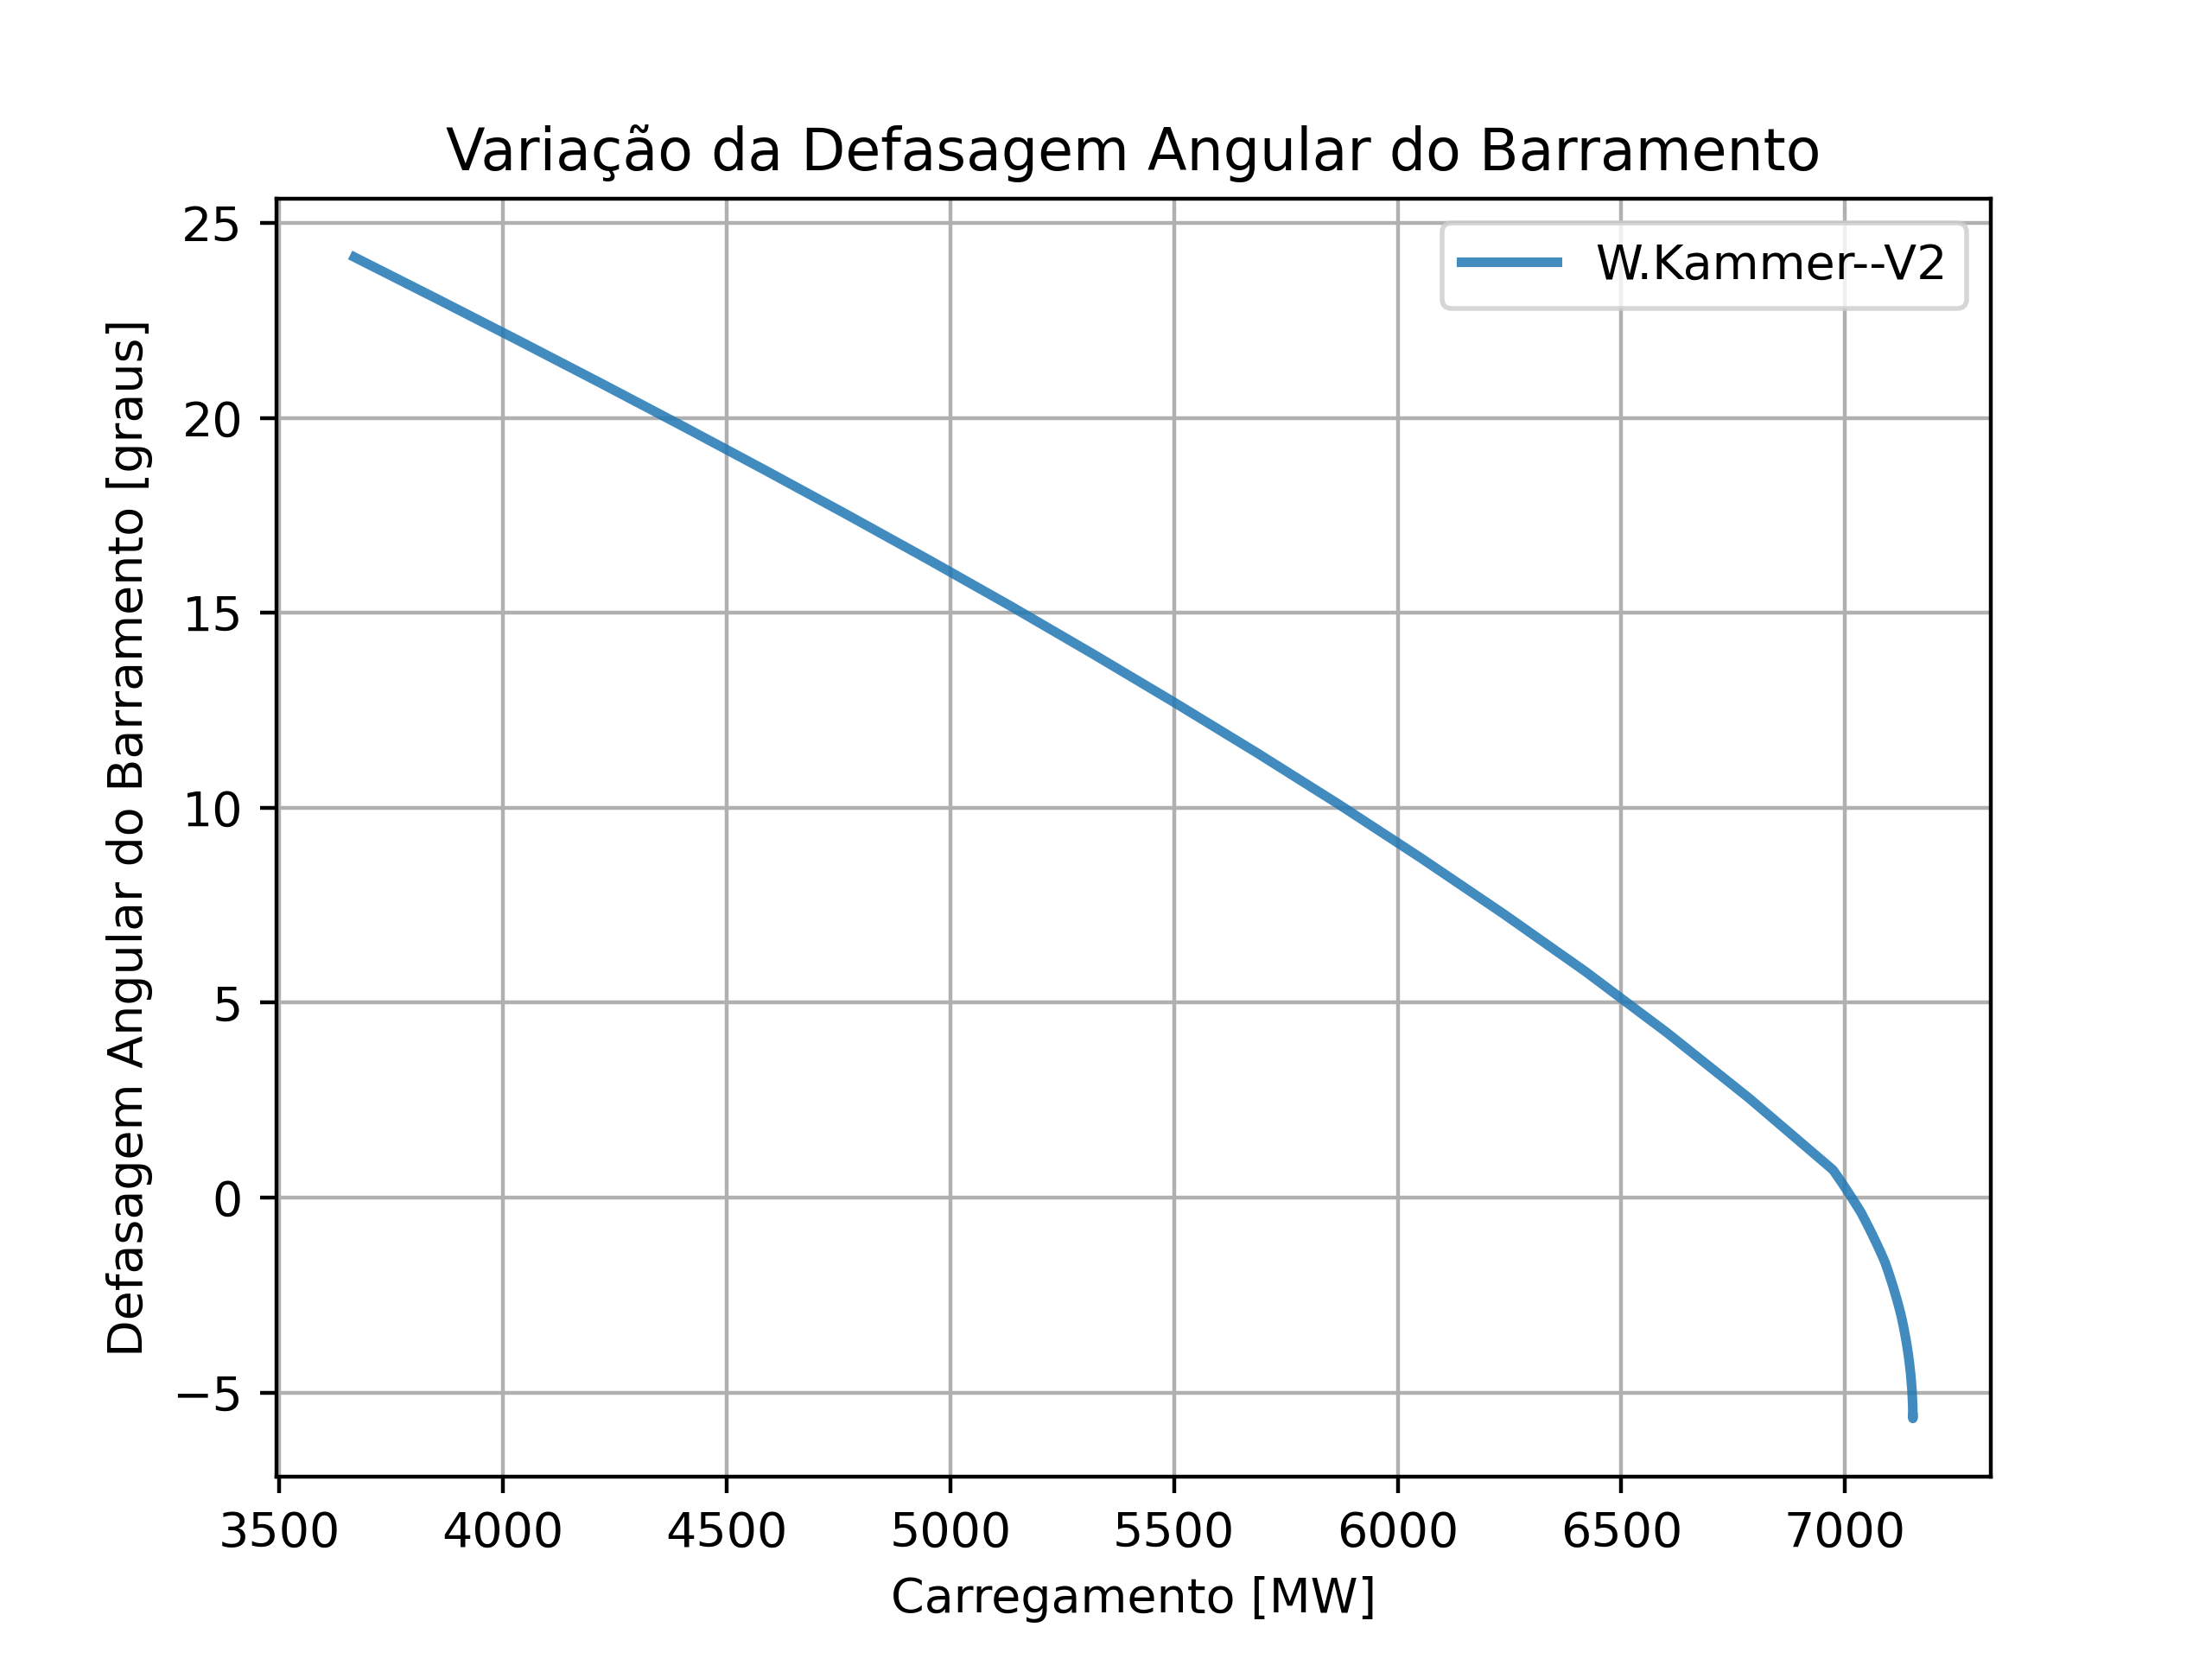 Variação da Defasagem Angular do Barramento
W.Kammer--V2
Defasagem Angular do Barramento [graus]
25
20
15
10
5
0
−5
3500 4000 4500 5000 5500 6000 6500 7000
Carregamento [MW]